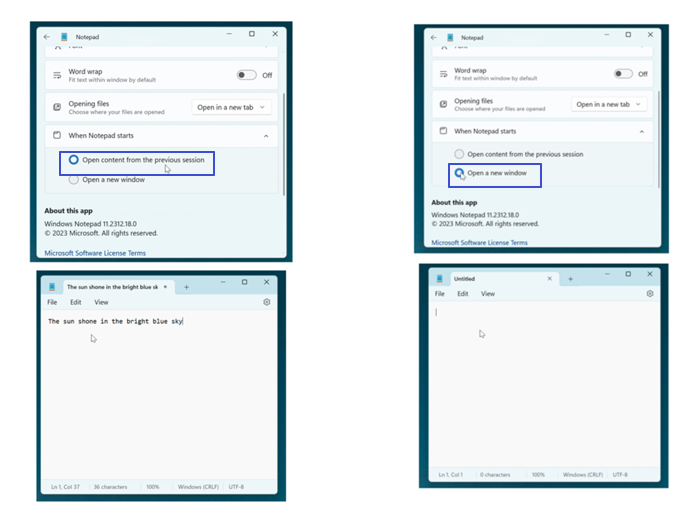 Notepad
Word wrap
Fit text within window by default
Off
Opening files
Choose where your files are opened
Open in a new tab
When Notepad starts
Open content from the previous session
Open a new window
About this app
Windows Notepad 11.2312.18.0
© 2023 Microsoft. All rights reserved.
Microsoft Software License Terms
The sun shone in the bright blue sk
File Edit View
The sun shone in the bright blue sky
Ln 1, Col 37 36 characters 100% Windows (CRLF) UTF-8
Notepad
Word wrap
Fit text within window by default
Off
Opening files
Choose where your files are opened
Open in a new tab
When Notepad starts
Open content from the previous session
Open a new window
About this app
Windows Notepad 11.2312.18.0
© 2023 Microsoft. All rights reserved.
Microsoft Software License Terms
Untitled
File Edit View
Ln 1, Col 1 0 characters 100% Windows (CRLF) UTF-8